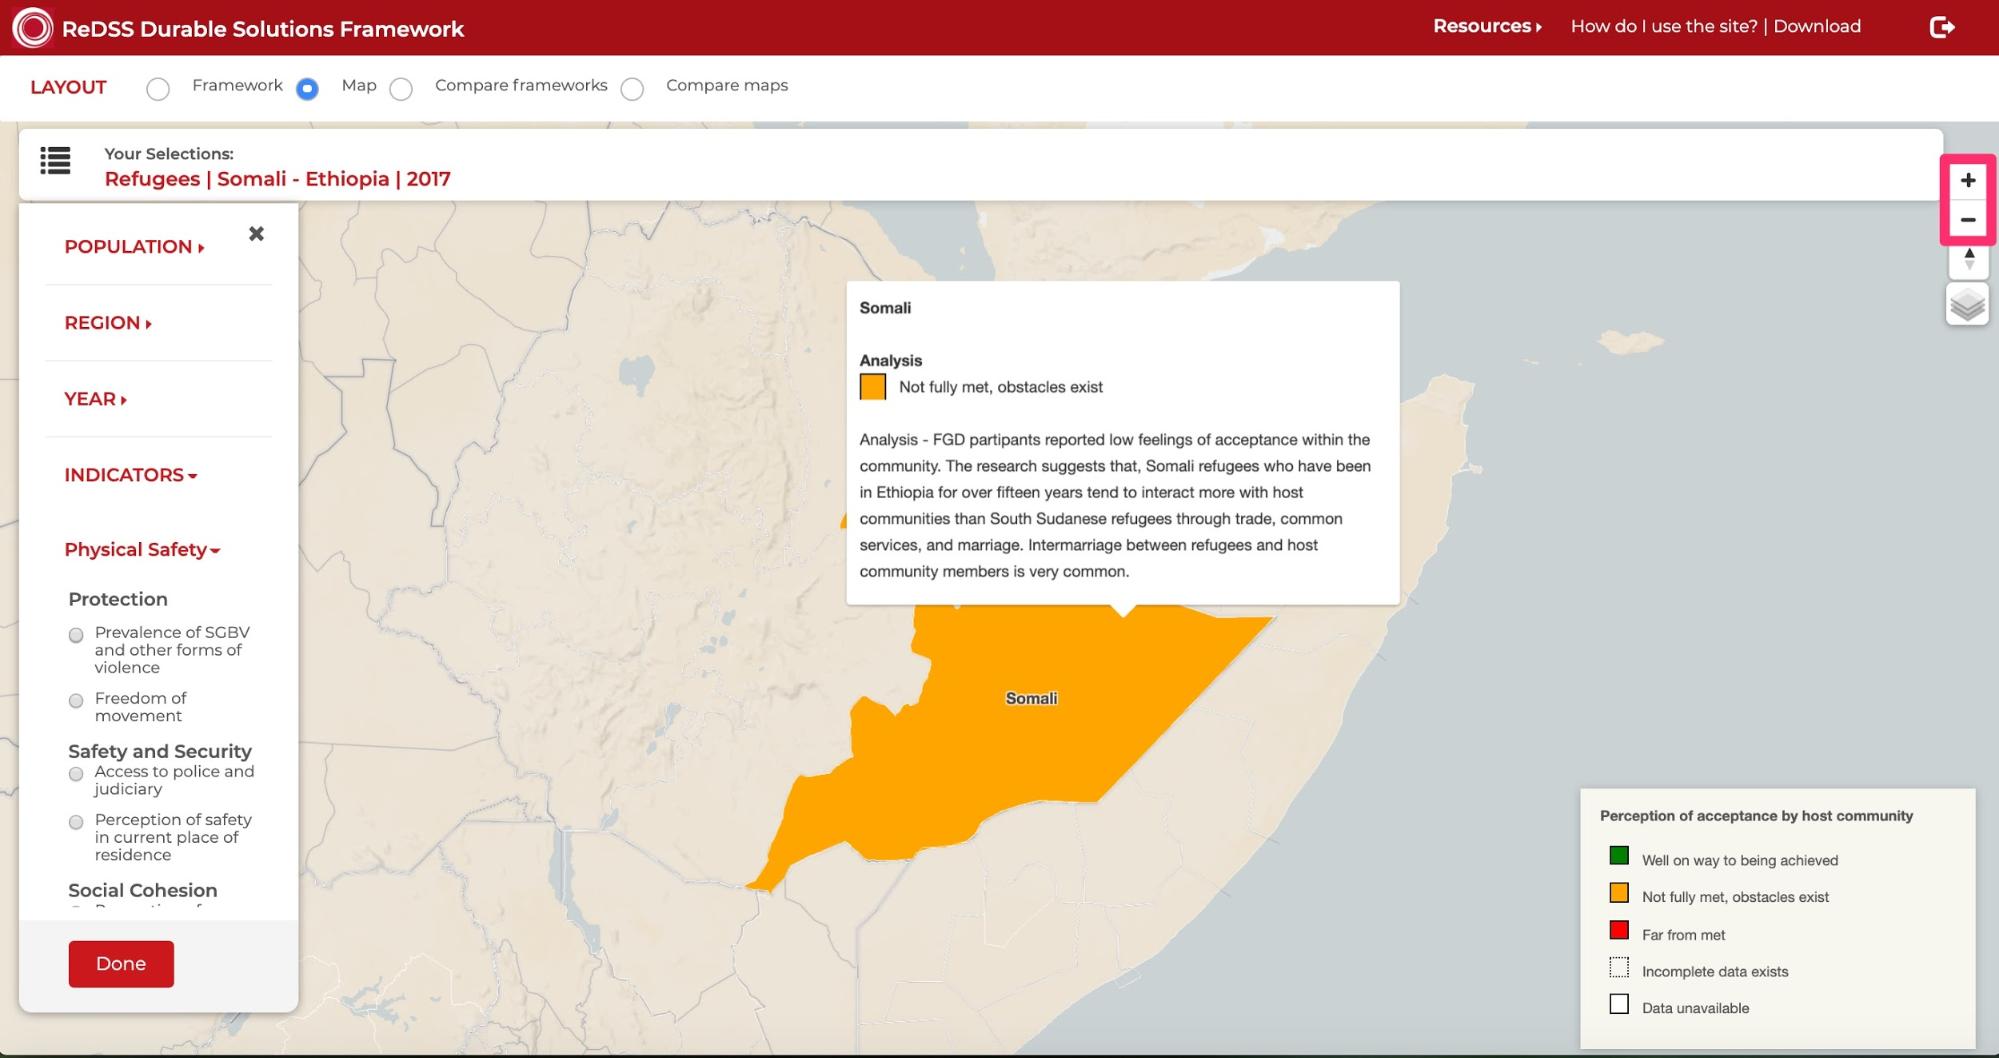 ReDSS Durable Solutions Framework
Resources
How do I use the site? | Download
LAYOUT
Framework
Map
Compare frameworks
Compare maps
Your Selections:
Refugees | Somali - Ethiopia | 2017
POPULATION
REGION
YEAR
INDICATORS
Physical Safety
Protection
Prevalence of SGBV
and other forms of
violence
Freedom of
movement
Safety and Security
Access to police and
judiciary
Perception of safety
in current place of
residence
Social Cohesion
Done
Somali
Analysis
Not fully met, obstacles exist
Analysis - FGD partipants reported low feelings of acceptance within the
community. The research suggests that, Somali refugees who have been
in Ethiopia for over fifteen years tend to interact more with host
communities than South Sudanese refugees through trade, common
services, and marriage. Intermarriage between refugees and host
community members is very common.
Somali
+
−
Perception of acceptance by host community
Well on way to being achieved
Not fully met, obstacles exist
Far from met
Incomplete data exists
Data unavailable